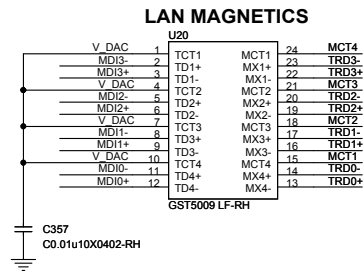 LAN MAGNETICS
U20
V_DAC 1 TCT1 MCT1 24 MCT4
MDI3- 2 TD1+ MX1+ 23 TRD3-
MDI3+ 3 TD1- MX1- 22 TRD3+
V_DAC 4 TCT2 MCT2 21 MCT3
MDI2- 5 TD2+ MX2+ 20 TRD2-
MDI2+ 6 TD2- MX2- 19 TRD2+
V_DAC 7 TCT3 MCT3 18 MCT2
MDI1- 8 TD3+ MX3+ 17 TRD1-
MDI1+ 9 TD3- MX3- 16 TRD1+
V_DAC 10 TCT4 MCT4 15 MCT1
MDI0- 11 TD4+ MX4+ 14 TRD0-
MDI0+ 12 TD4- MX4- 13 TRD0+
GST5009 LF-RH
C357
C0.01u10X0402-RH